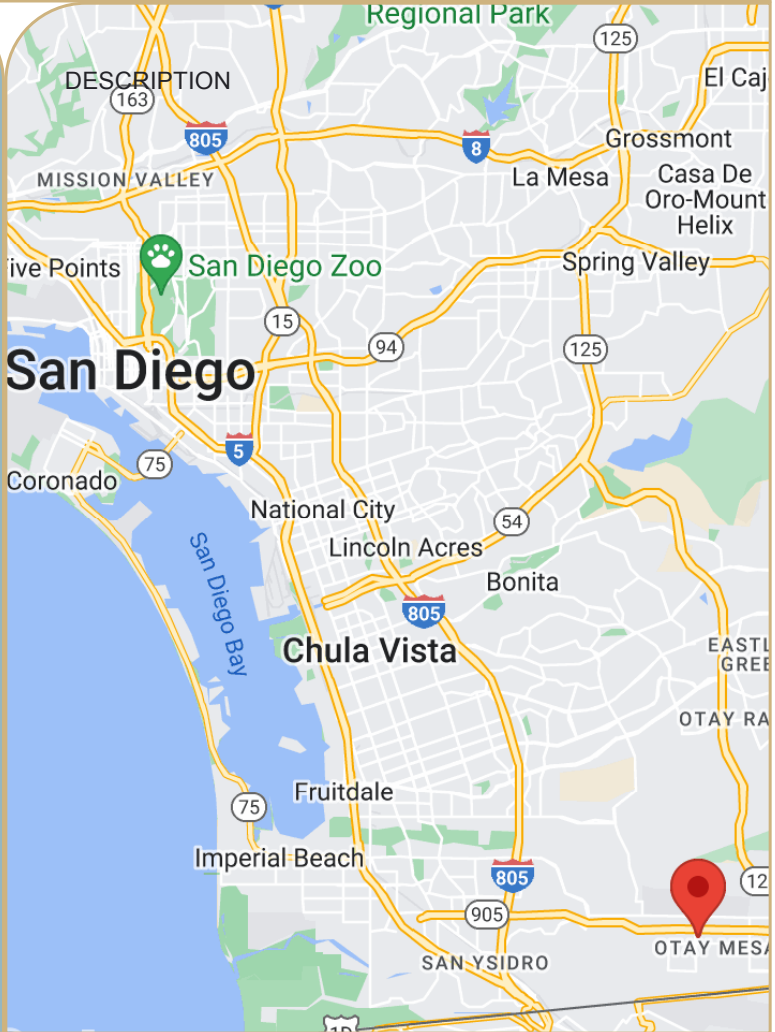 Regional Park
125
DESCRIPTION
El Caj
163
805
8
Grossmont
La Mesa
Casa De
Oro-Mount
Helix
MISSION VALLEY
Five Points
San Diego Zoo
Spring Valley
15
94
125
San Diego
5
75
Coronado
National City
54
Lincoln Acres
San Diego Bay
Bonita
805
Chula Vista
EASTL
GREE
OTAY RA
Fruitdale
75
Imperial Beach
805
12
905
OTAY MESA
SAN YSIDRO
1D